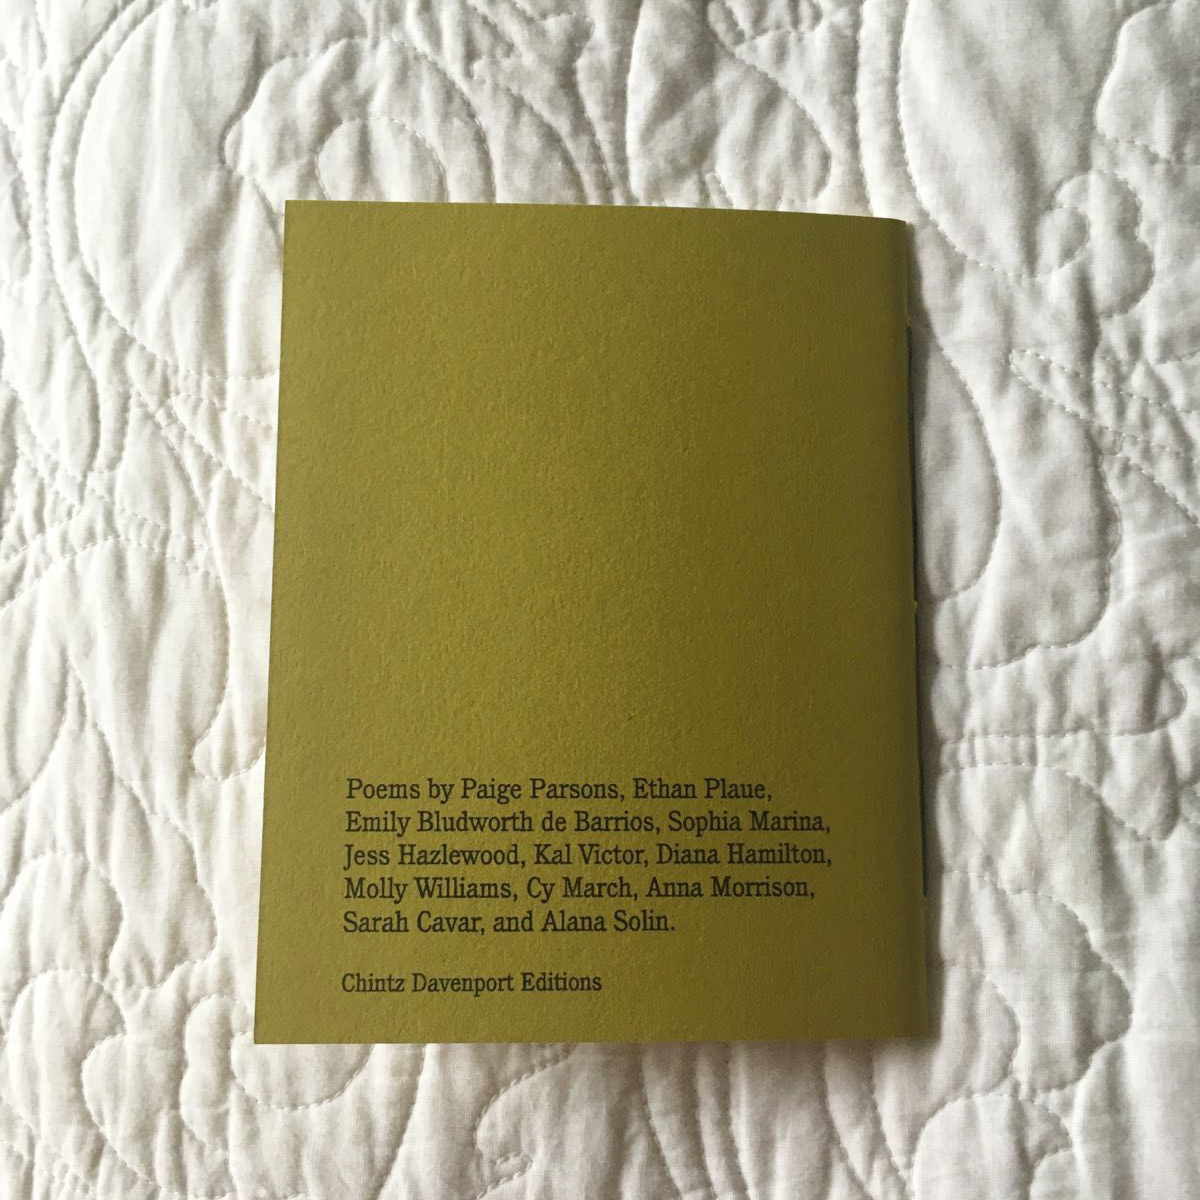 Poems by Paige Parsons, Ethan Plaue,
Emily Bludworth de Barrios, Sophia Marina,
Jess Hazlewood, Kal Victor, Diana Hamilton,
Molly Williams, Cy March, Anna Morrison,
Sarah Cavar, and Alana Solin.
Chintz Davenport Editions